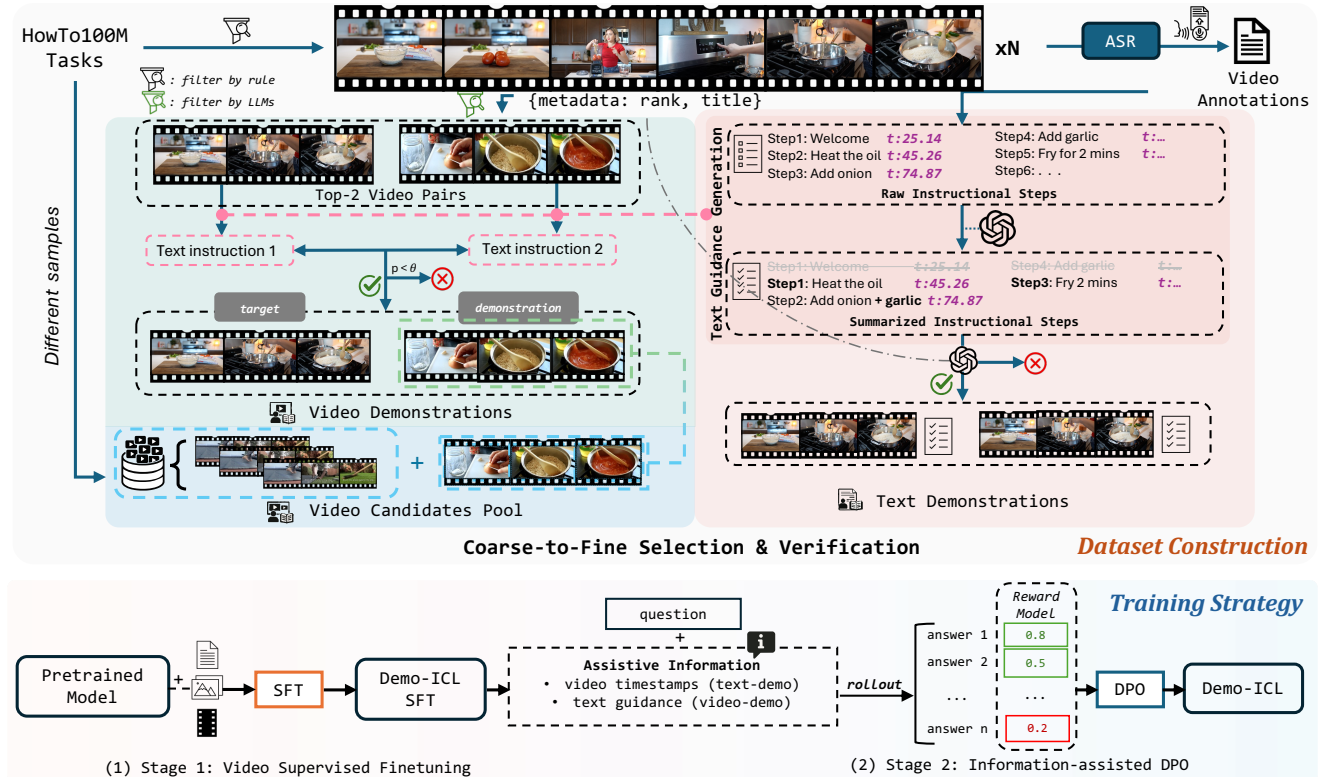 HowTo100M
Tasks
: filter by rule
: filter by LLMs
xN
ASR
Video
Annotations
{metadata: rank, title}
Different samples
Top-2 Video Pairs
Text instruction 1
Text instruction 2
p < θ
target
demonstration
Video Demonstrations
+
Video Candidates Pool
Text Guidance Generation
Step1: Welcome t:25.14
Step2: Heat the oil t:45.26
Step3: Add onion t:74.87
Step4: Add garlic t:…
Step5: Fry for 2 mins t:…
Step6: . . .
Raw Instructional Steps
Step1: Welcome t:25.14
Step1: Heat the oil t:45.26
Step2: Add onion + garlic t:74.87
Step4: Add garlic t:…
Step3: Fry 2 mins t:…
Summarized Instructional Steps
Text Demonstrations
Coarse-to-Fine Selection & Verification
Dataset Construction
Training Strategy
Pretrained
Model
+
SFT
Demo-ICL
SFT
question
+
i
Assistive Information
• video timestamps (text-demo)
• text guidance (video-demo)
rollout
Reward
Model
answer 1 0.8
answer 2 0.5
... ...
answer n 0.2
DPO
Demo-ICL
(1) Stage 1: Video Supervised Finetuning
(2) Stage 2: Information-assisted DPO